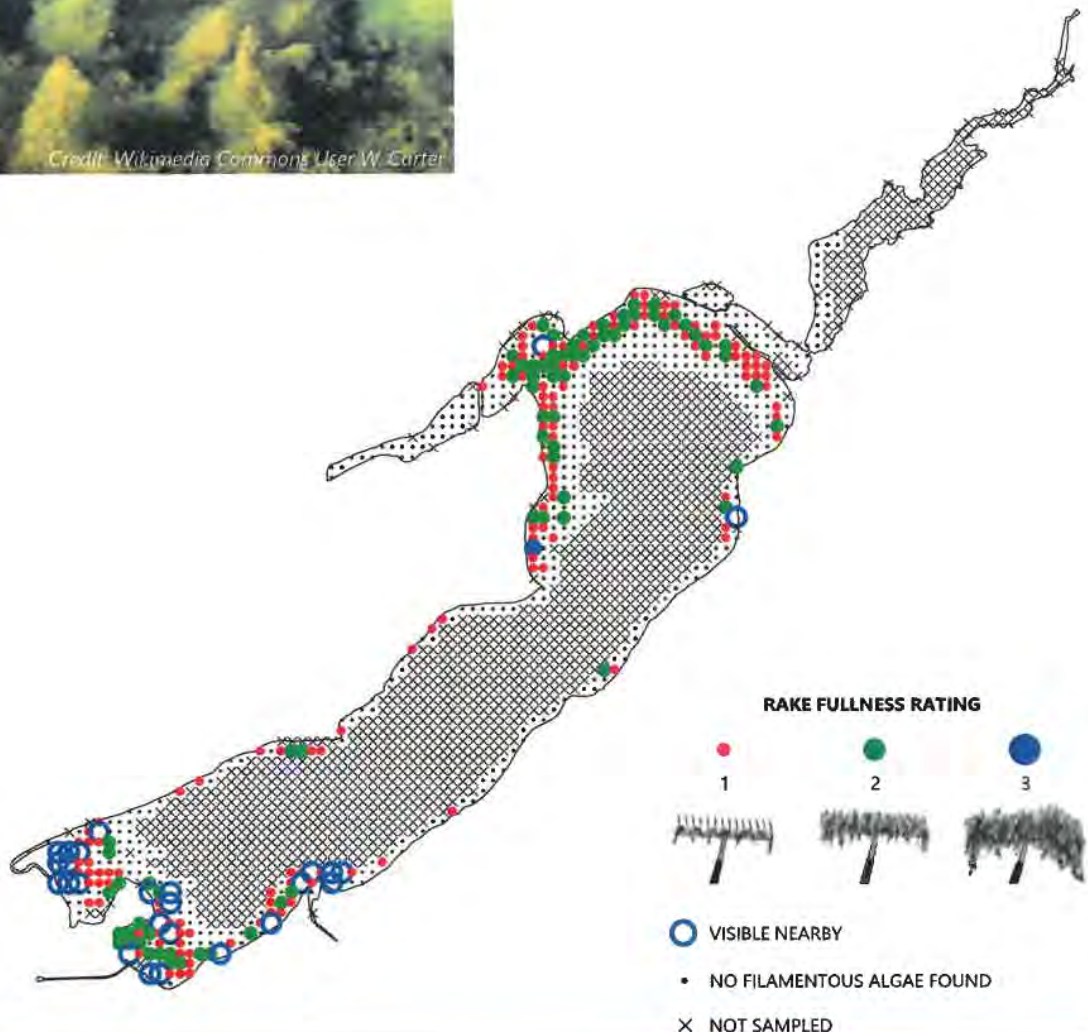 Credit: Wikimedia Commons User W. Carter
RAKE FULLNESS RATING
1 2 3
VISIBLE NEARBY
NO FILAMENTOUS ALGAE FOUND
NOT SAMPLED